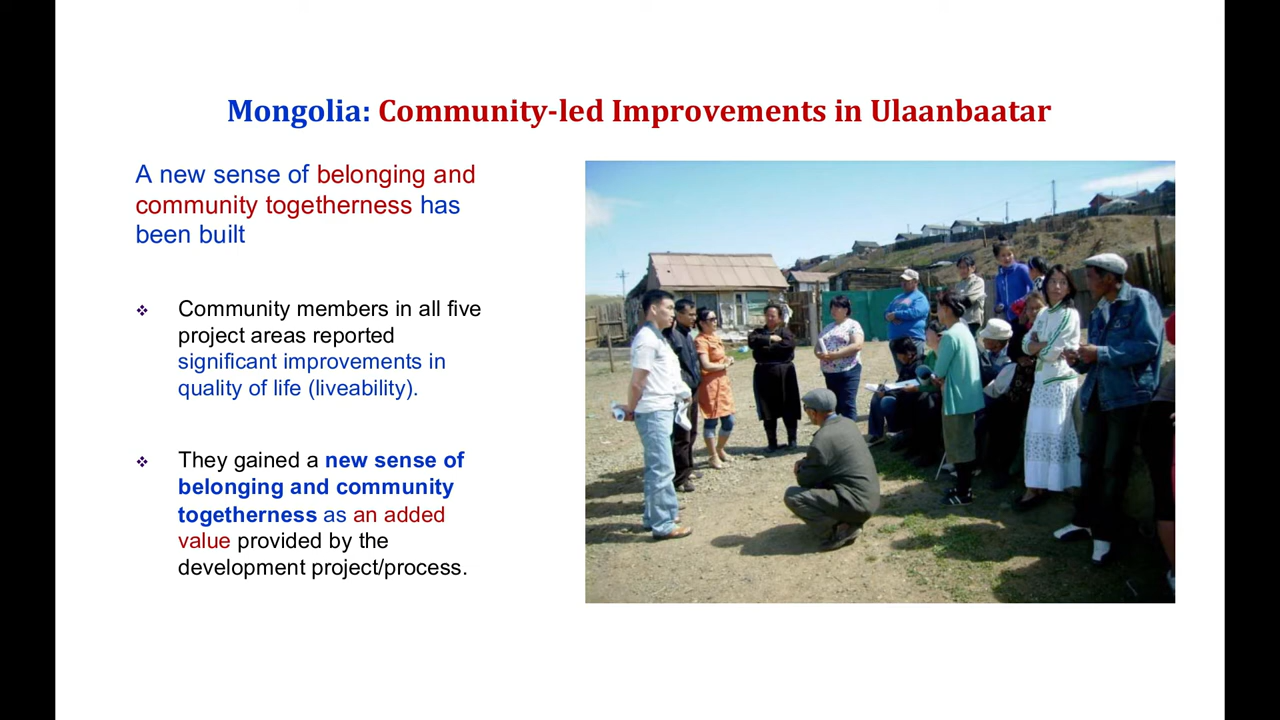 Mongolia: Community-led Improvements in Ulaanbaatar
A new sense of belonging and
community togetherness has
been built
Community members in all five
project areas reported
significant improvements in
quality of life (liveability).
They gained a new sense of
belonging and community
togetherness as an added
value provided by the
development project/process.